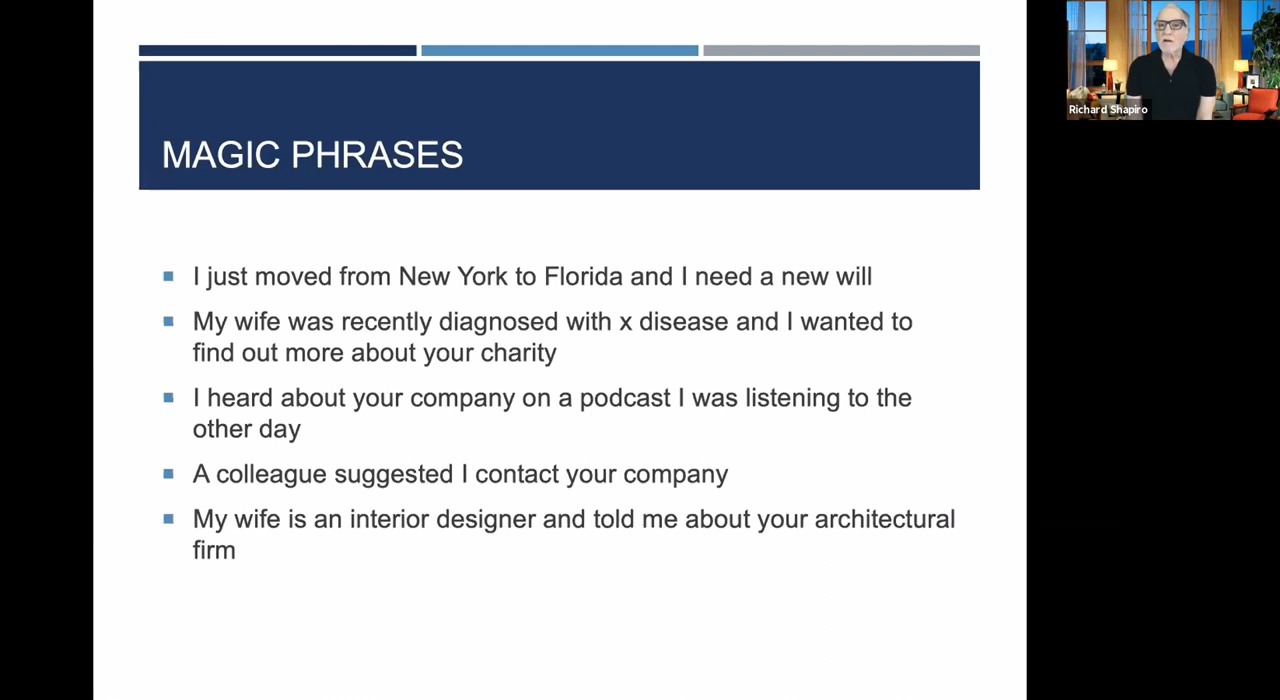 MAGIC PHRASES
I just moved from New York to Florida and I need a new will
My wife was recently diagnosed with x disease and I wanted to
find out more about your charity
I heard about your company on a podcast I was listening to the
other day
A colleague suggested I contact your company
My wife is an interior designer and told me about your architectural
firm
Richard Shapiro